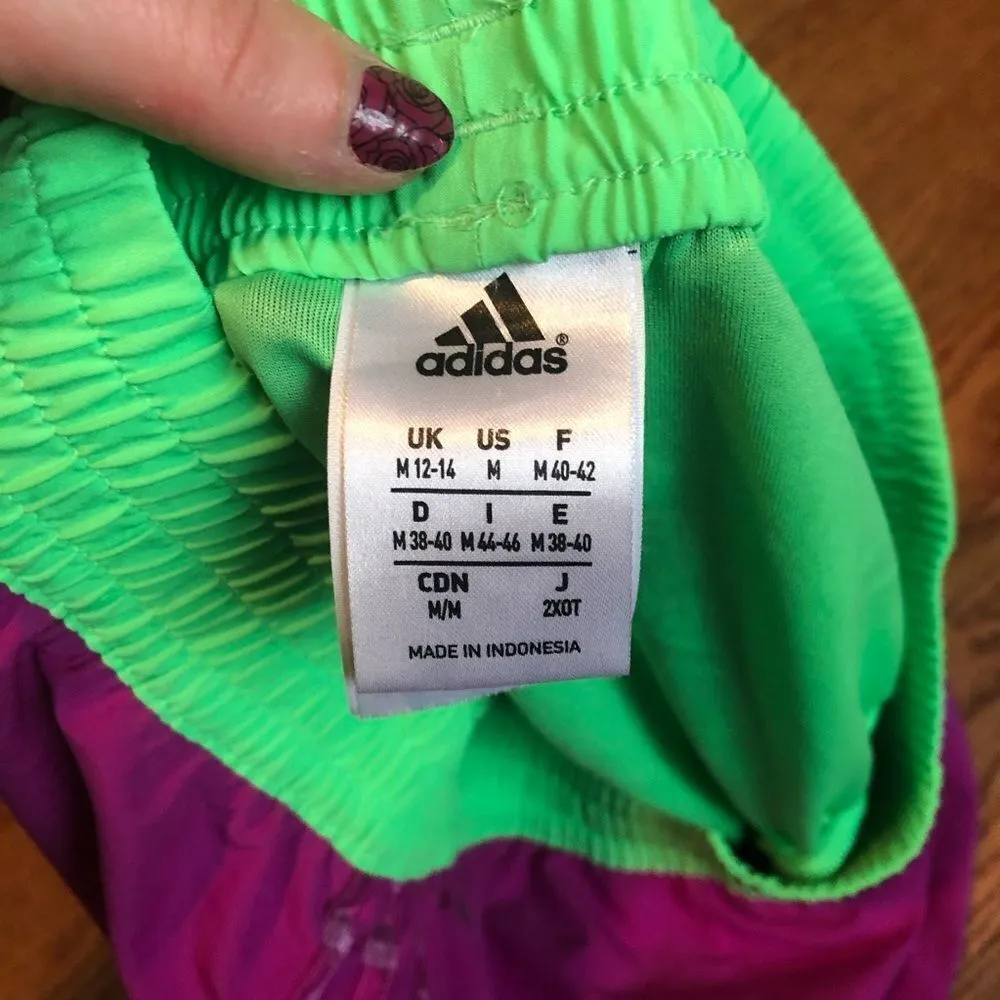 adidas®
UK US F
M 12-14 M M 40-42
D I E
M 38-40 M 44-46 M 38-40
CDN J
M/M 2XOT
MADE IN INDONESIA